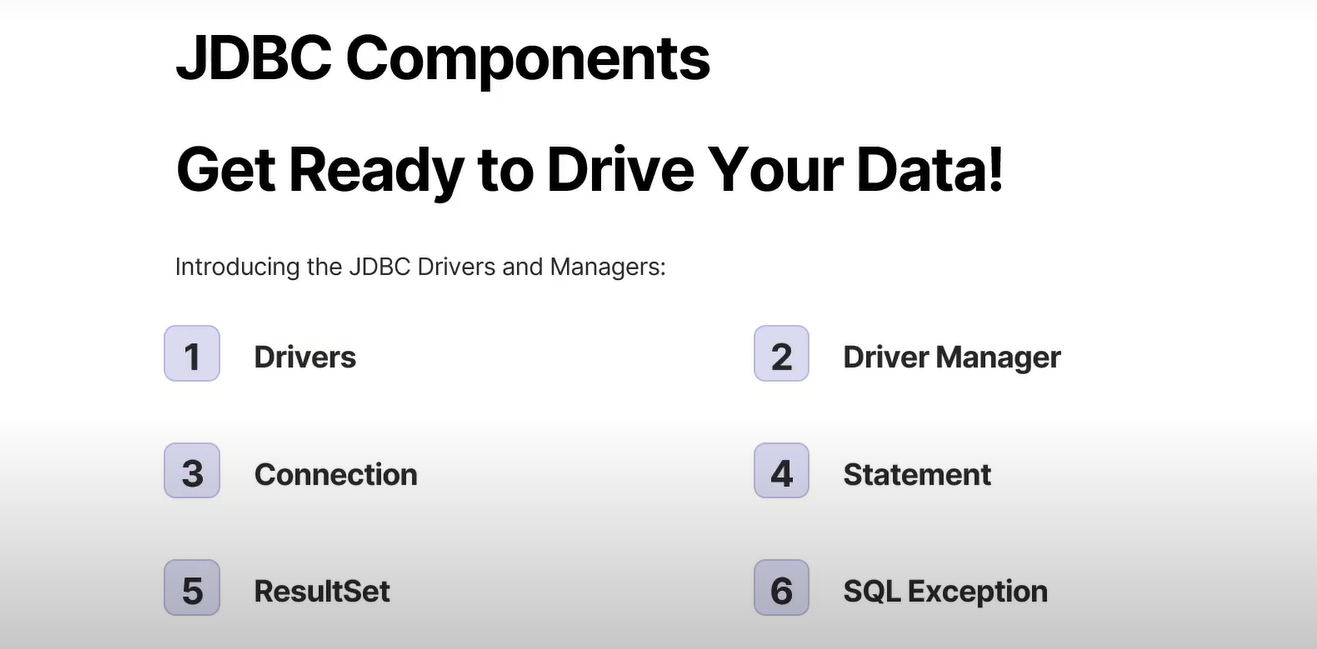 JDBC Components
Get Ready to Drive Your Data!
Introducing the JDBC Drivers and Managers:
1 Drivers
2 Driver Manager
3 Connection
4 Statement
5 ResultSet
6 SQL Exception